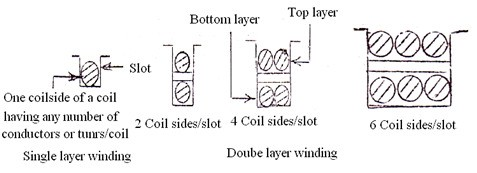 Bottom layer
Top layer
Slot
One coilside of a coil
having any number of
conductors or tunrs/coil
2 Coil sides/slot
4 Coil sides/slot
6 Coil sides/slot
Single layer winding
Doube layer winding